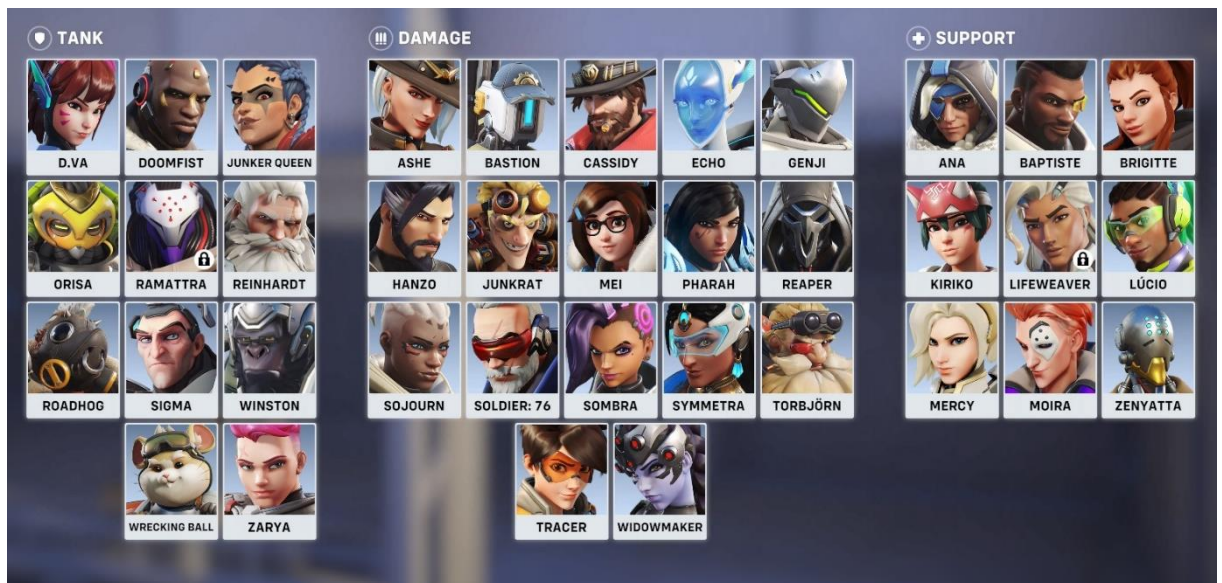 TANK
D.VA
DOOMFIST
JUNKER QUEEN
ORISA
RAMATTRA
REINHARDT
ROADHOG
SIGMA
WINSTON
WRECKING BALL
ZARYA
DAMAGE
ASHE
BASTION
CASSIDY
ECHO
GENJI
HANZO
JUNKRAT
MEI
PHARAH
REAPER
SOJOURN
SOLDIER: 76
SOMBRA
SYMMETRA
TORBJÖRN
TRACER
WIDOWMAKER
SUPPORT
ANA
BAPTISTE
BRIGITTE
KIRIKO
LIFEWEAVER
LÚCIO
MERCY
MOIRA
ZENYATTA